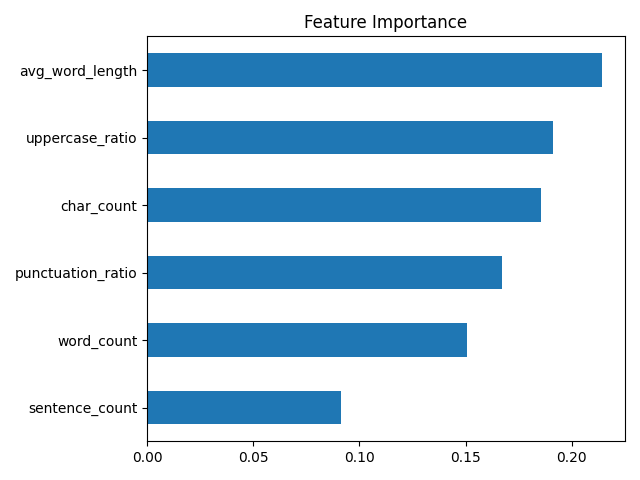 Feature Importance
avg_word_length
uppercase_ratio
char_count
punctuation_ratio
word_count
sentence_count
0.00 0.05 0.10 0.15 0.20